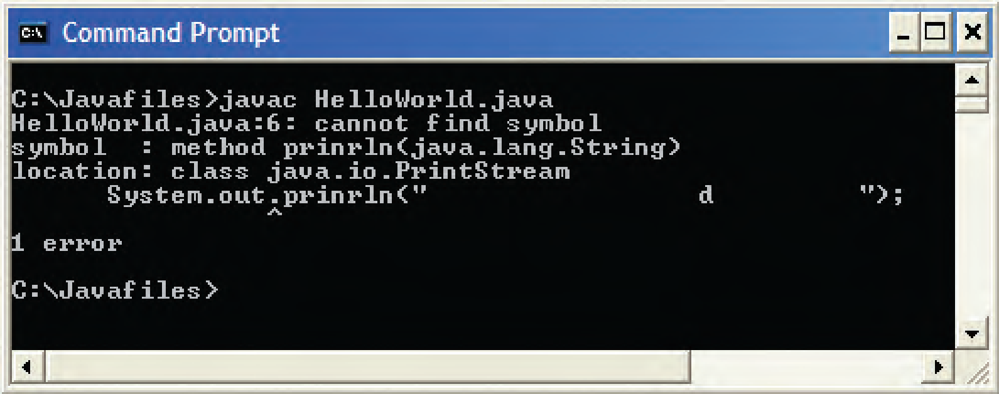 C:\ Command Prompt
C:\Javafiles>javac HelloWorld.java
HelloWorld.java:6: cannot find symbol
symbol  : method prinrln(java.lang.String)
location: class java.io.PrintStream
      System.out.prinrln("                 d         ");
                ^
1 error
C:\Javafiles>